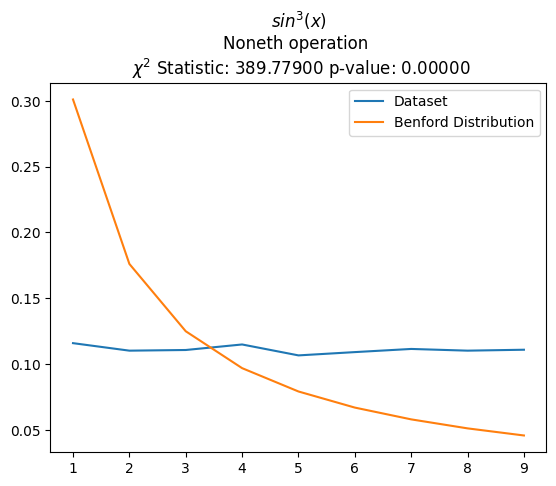 sin³(x)
Noneth operation
χ² Statistic: 389.77900 p-value: 0.00000
Dataset
Benford Distribution
0.30
0.25
0.20
0.15
0.10
0.05
1 2 3 4 5 6 7 8 9